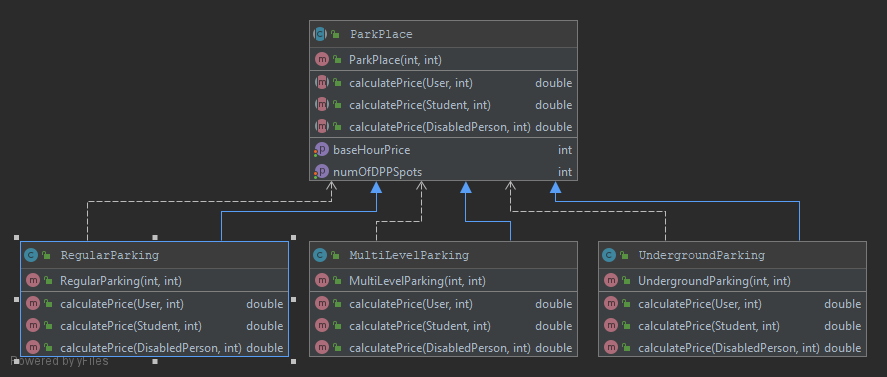 ParkPlace
ParkPlace(int, int)
calculatePrice(User, int) double
calculatePrice(Student, int) double
calculatePrice(DisabledPerson, int) double
baseHourPrice int
numOfDPPSpots int
RegularParking
RegularParking(int, int)
calculatePrice(User, int) double
calculatePrice(Student, int) double
calculatePrice(DisabledPerson, int) double
MultiLevelParking
MultiLevelParking(int, int)
calculatePrice(User, int) double
calculatePrice(Student, int) double
calculatePrice(DisabledPerson, int) double
UndergroundParking
UndergroundParking(int, int)
calculatePrice(User, int) double
calculatePrice(Student, int) double
calculatePrice(DisabledPerson, int) double
Powered by yFiles